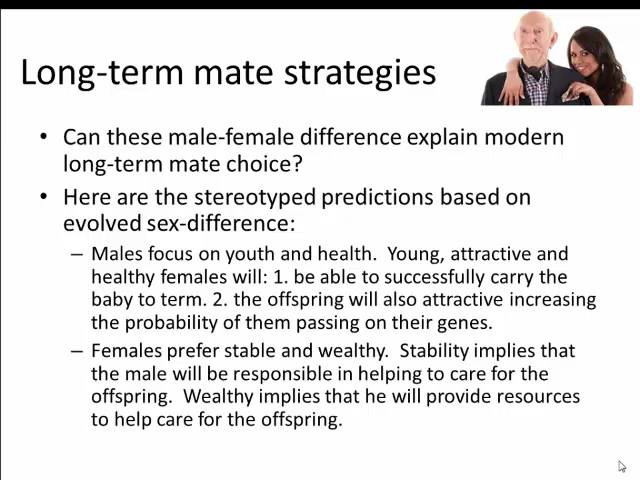 Long-term mate strategies
• Can these male-female difference explain modern
long-term mate choice?
• Here are the stereotyped predictions based on
evolved sex-difference:
– Males focus on youth and health.  Young, attractive and
healthy females will: 1. be able to successfully carry the
baby to term. 2. the offspring will also attractive increasing
the probability of them passing on their genes.
– Females prefer stable and wealthy.  Stability implies that
the male will be responsible in helping to care for the
offspring.  Wealthy implies that he will provide resources
to help care for the offspring.